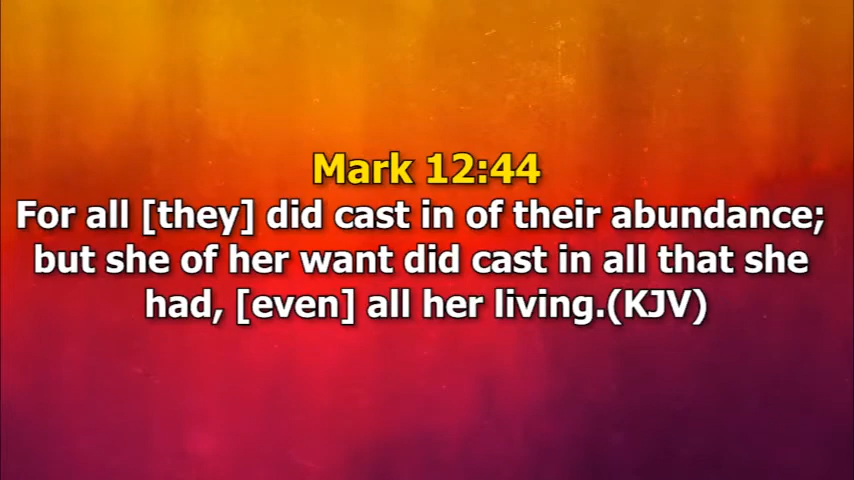 Mark 12:44
For all [they] did cast in of their abundance;
but she of her want did cast in all that she
had, [even] all her living.(KJV)